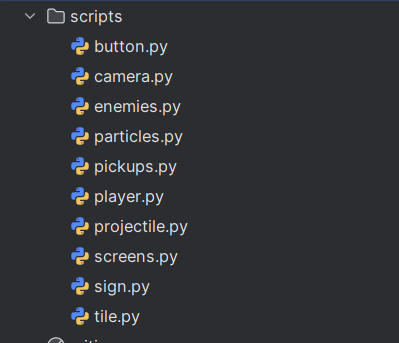 scripts
button.py
camera.py
enemies.py
particles.py
pickups.py
player.py
projectile.py
screens.py
sign.py
tile.py